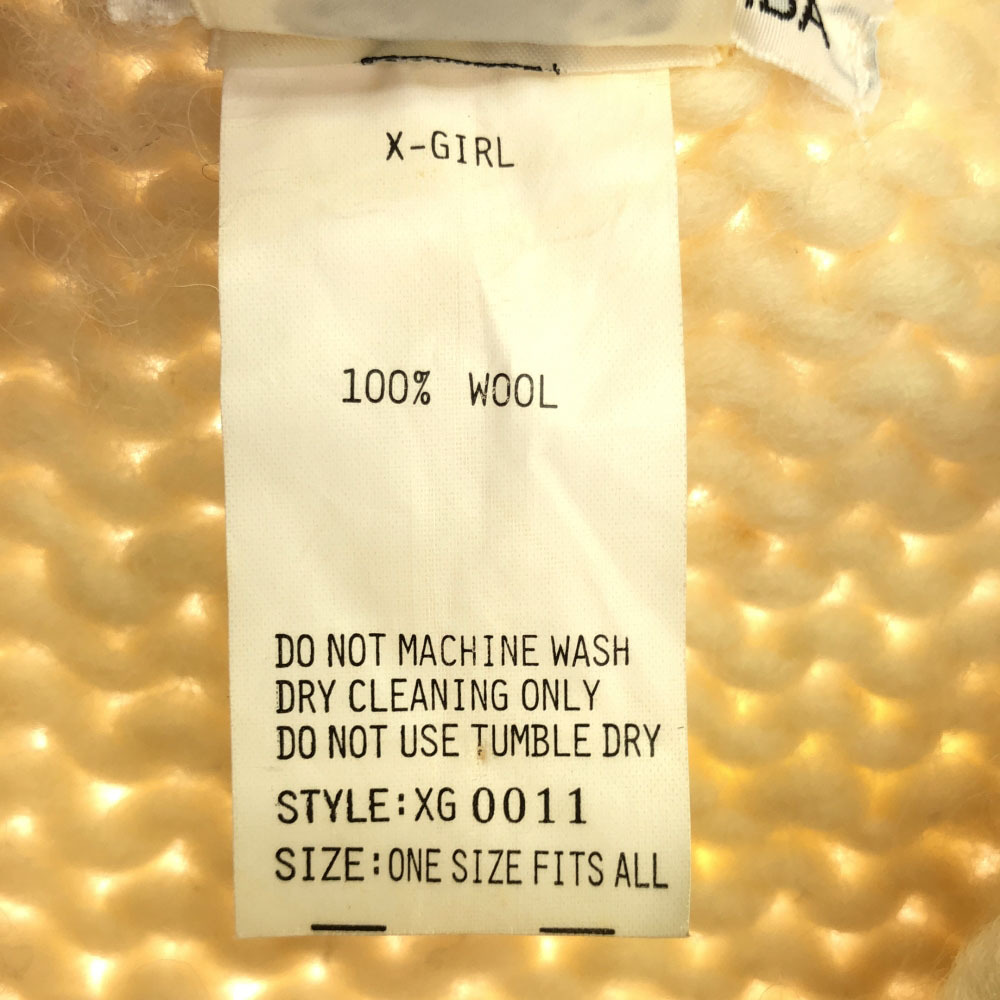 X-GIRL
100% WOOL
DO NOT MACHINE WASH
DRY CLEANING ONLY
DO NOT USE TUMBLE DRY
STYLE:XG 0011
SIZE:ONE SIZE FITS ALL